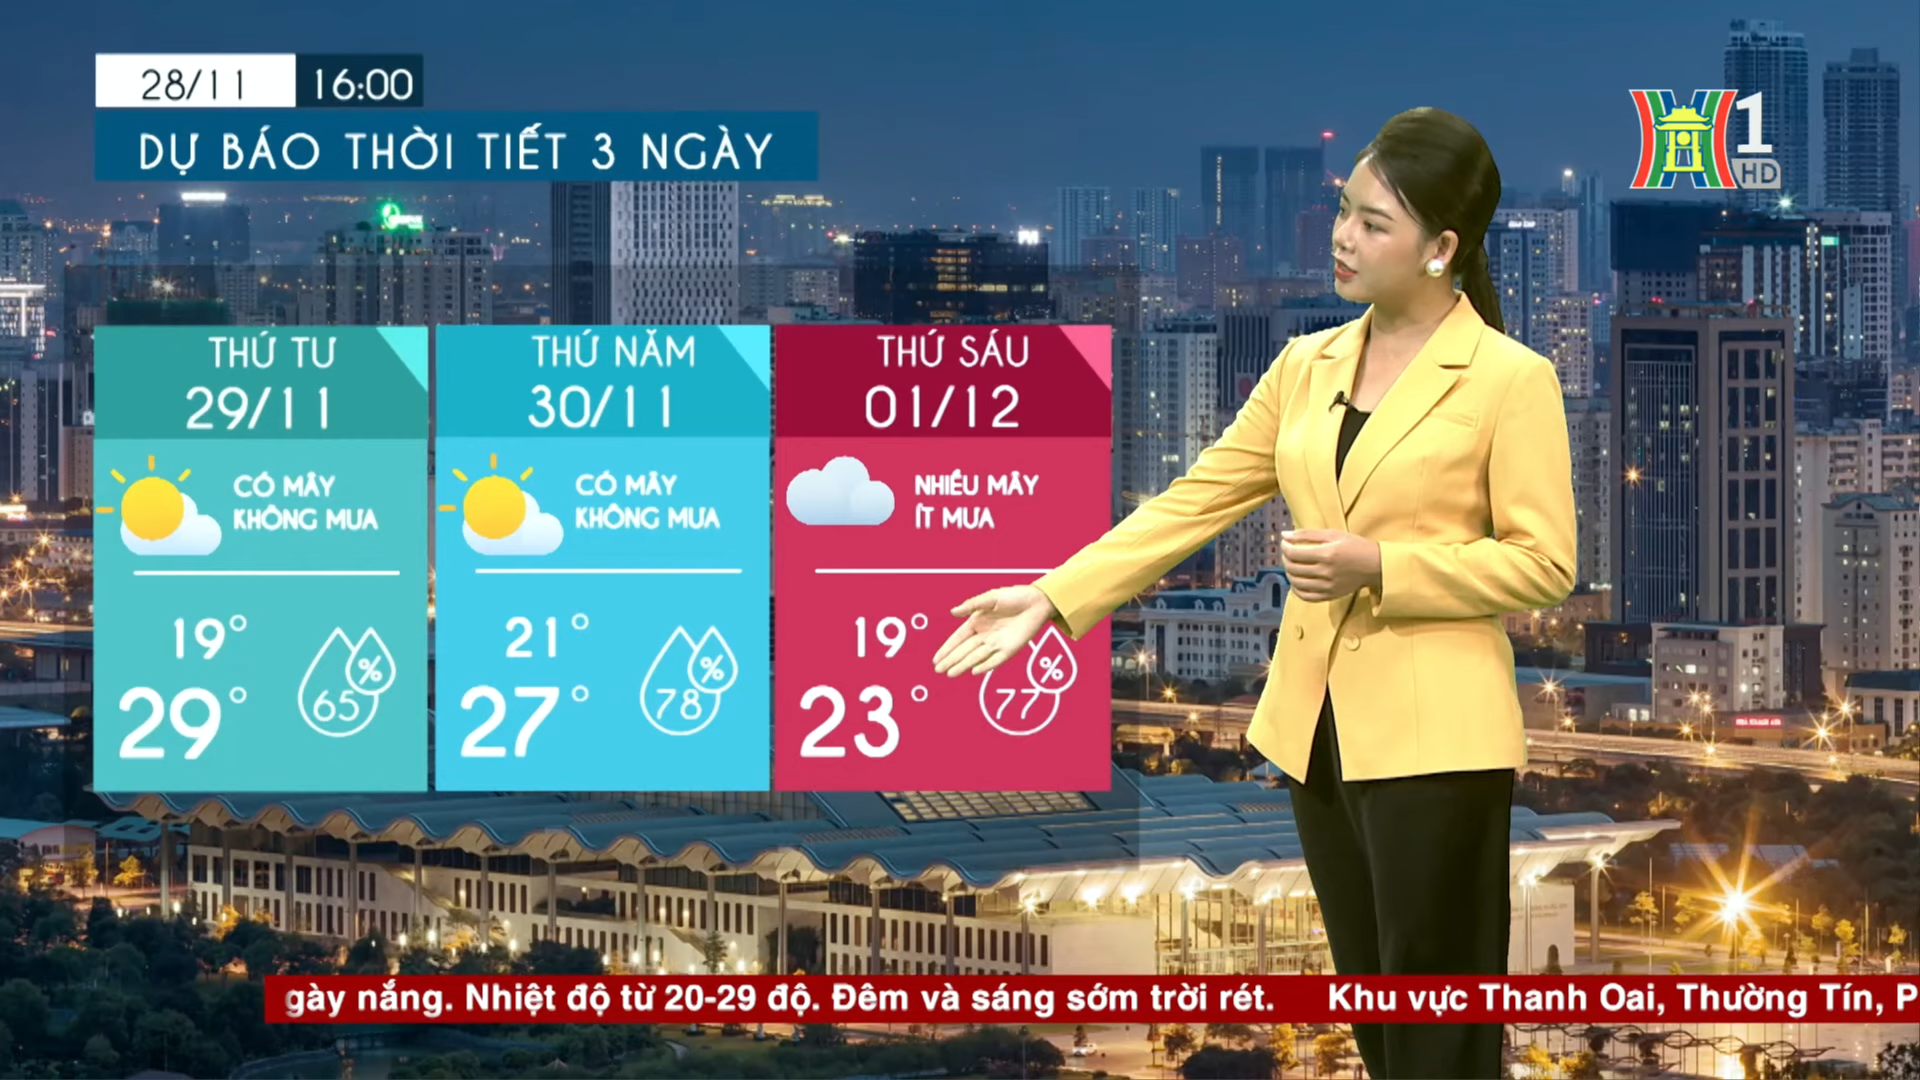 28/11 16:00
DỰ BÁO THỜI TIẾT 3 NGÀY
1
HD
THỨ TƯ
29/11
CÓ MÂY
KHÔNG MƯA
19°
29°
65 %
THỨ NĂM
30/11
CÓ MÂY
KHÔNG MƯA
21°
27°
78 %
THỨ SÁU
01/12
NHIỀU MÂY
ÍT MƯA
19°
23°
77 %
gày nắng. Nhiệt độ từ 20-29 độ. Đêm và sáng sớm trời rét. Khu vực Thanh Oai, Thường Tín, P